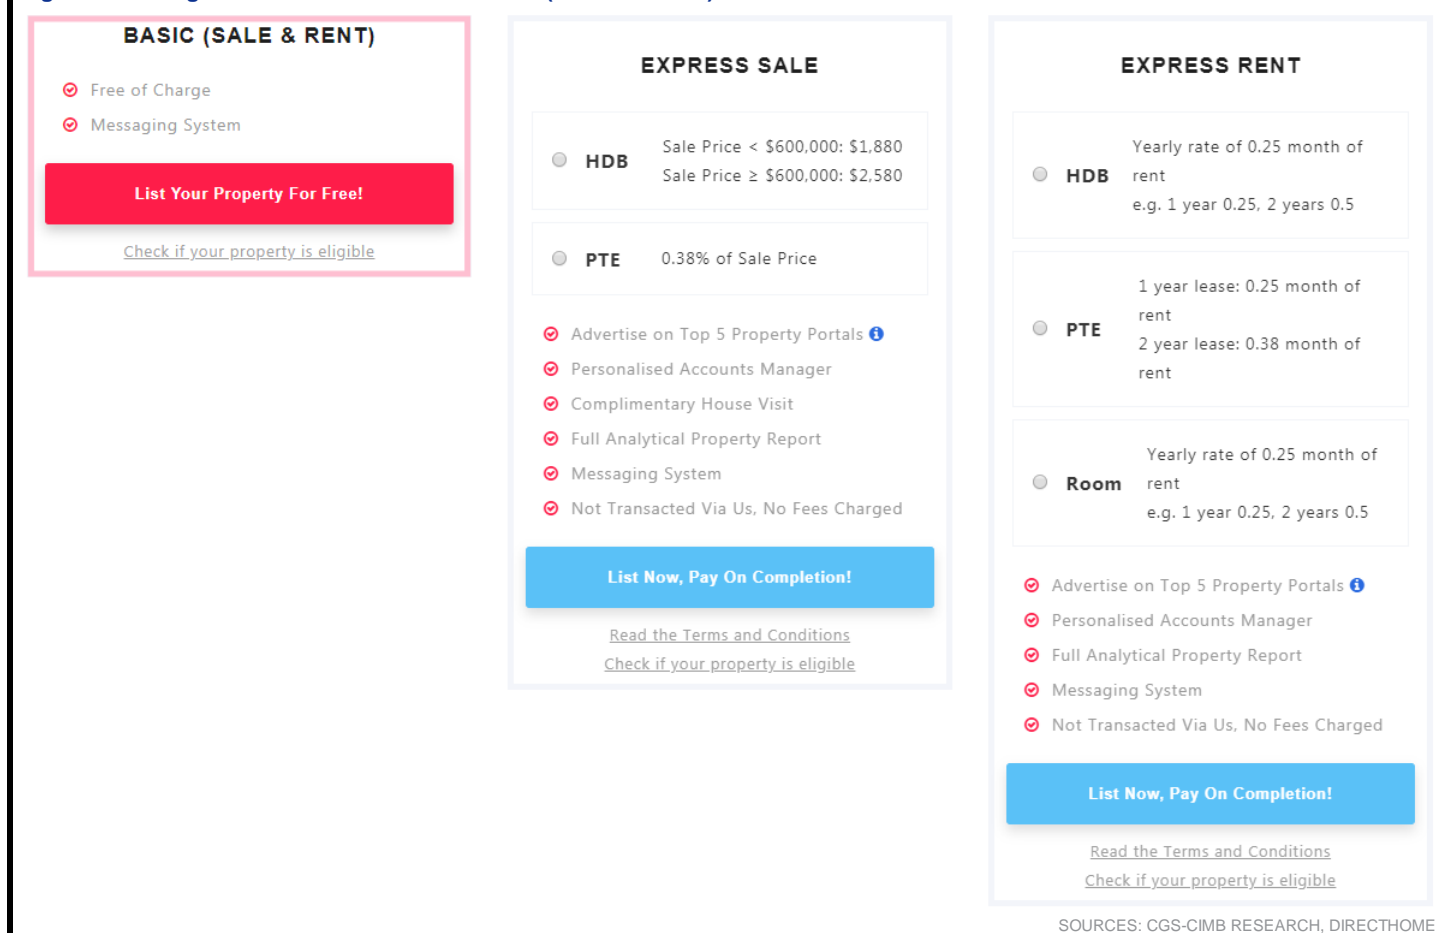 BASIC (SALE & RENT)
Free of Charge
Messaging System
List Your Property For Free!
Check if your property is eligible
EXPRESS SALE
HDB
Sale Price < $600,000: $1,880
Sale Price ≥ $600,000: $2,580
PTE
0.38% of Sale Price
Advertise on Top 5 Property Portals
Personalised Accounts Manager
Complimentary House Visit
Full Analytical Property Report
Messaging System
Not Transacted Via Us, No Fees Charged
List Now, Pay On Completion!
Read the Terms and Conditions
Check if your property is eligible
EXPRESS RENT
HDB
Yearly rate of 0.25 month of
rent
e.g. 1 year 0.25, 2 years 0.5
PTE
1 year lease: 0.25 month of
rent
2 year lease: 0.38 month of
rent
Room
Yearly rate of 0.25 month of
rent
e.g. 1 year 0.25, 2 years 0.5
Advertise on Top 5 Property Portals
Personalised Accounts Manager
Full Analytical Property Report
Messaging System
Not Transacted Via Us, No Fees Charged
List Now, Pay On Completion!
Read the Terms and Conditions
Check if your property is eligible
SOURCES: CGS-CIMB RESEARCH, DIRECTHOME